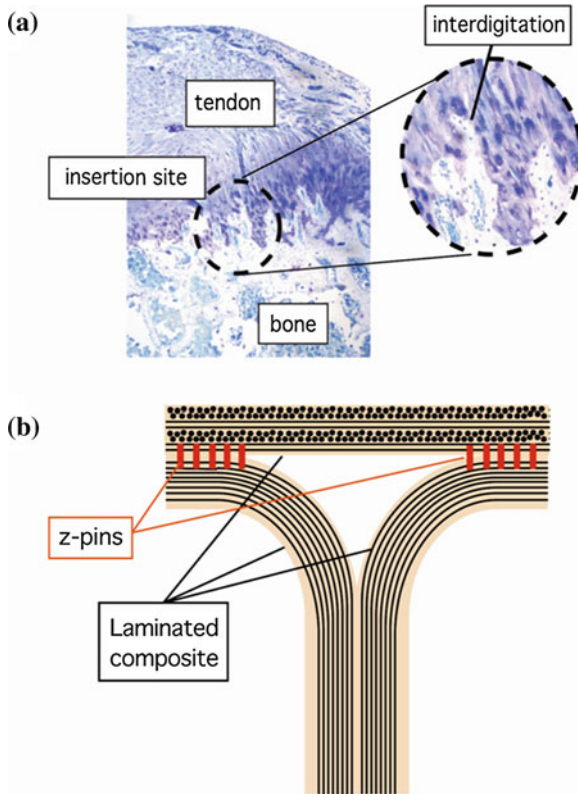 (a)
interdigitation
tendon
insertion site
bone
(b)
z-pins
Laminated
composite